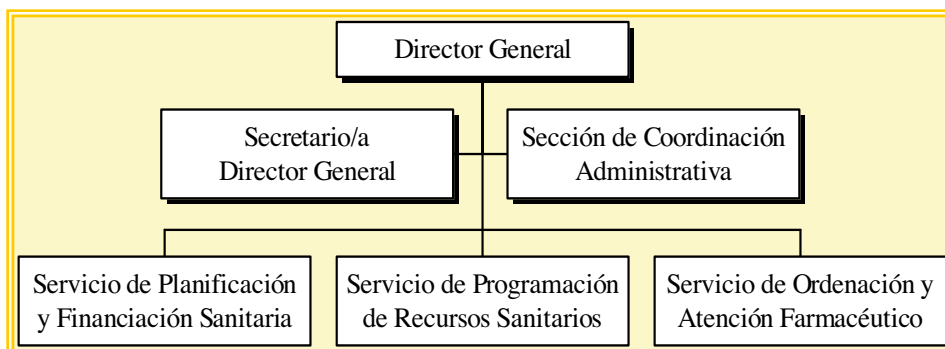 Director General
Secretario/a
Director General
Sección de Coordinación
Administrativa
Servicio de Planificación
y Financiación Sanitaria
Servicio de Programación
de Recursos Sanitarios
Servicio de Ordenación y
Atención Farmacéutico